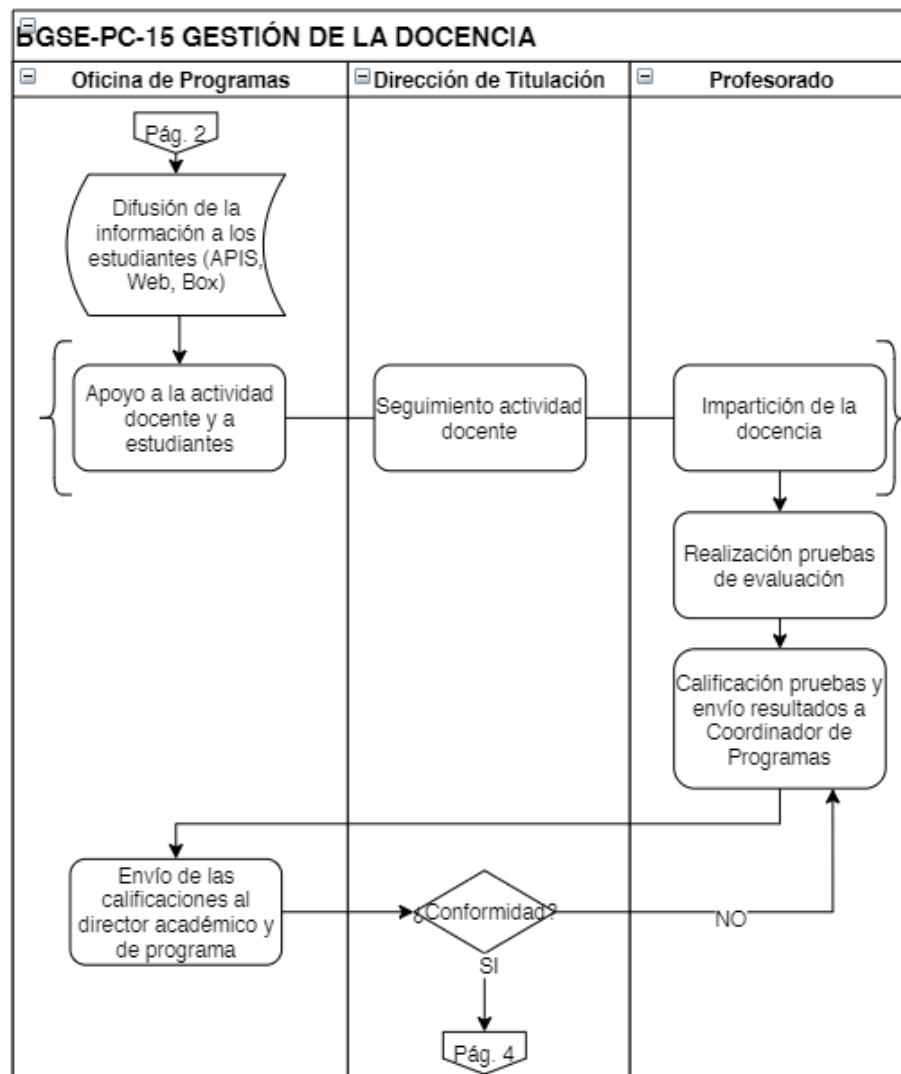 BGSE-PC-15 GESTIÓN DE LA DOCENCIA
Oficina de Programas
Dirección de Titulación
Profesorado
Pág. 2
Difusión de la
información a los
estudiantes (APIS,
Web, Box)
Apoyo a la actividad
docente y a
estudiantes
Seguimiento actividad
docente
Impartición de la
docencia
Realización pruebas
de evaluación
Calificación pruebas y
envío resultados a
Coordinador de
Programas
Envío de las
calificaciones al
director académico y
de programa
¿Conformidad?
NO
SI
Pág. 4